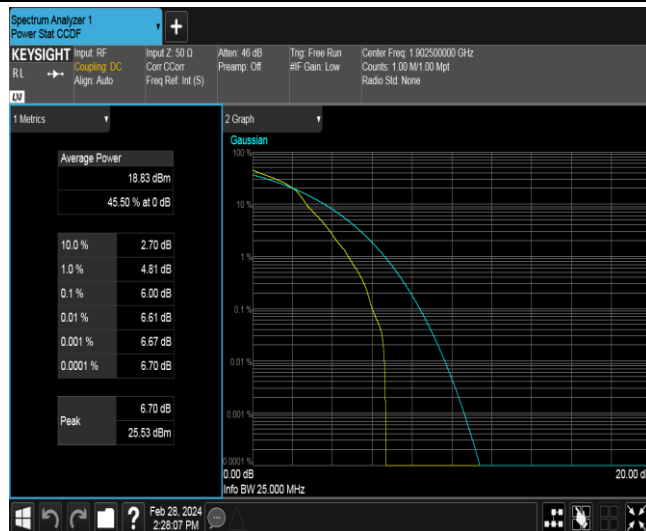 Spectrum Analyzer 1
Power Stat CCDF
KEYSIGHT
RL
Input: RF
Coupling: DC
Align: Auto
Input Z: 50 Ω
Corr CCorr
Freq Ref: Int (S)
Atten: 46 dB
Preamp: Off
Trig: Free Run
#IF Gain: Low
Center Freq: 1.902500000 GHz
Counts: 1.00 M/1.00 Mpt
Radio Std: None
1 Metrics
Average Power
18.83 dBm
45.50 % at 0 dB
10.0 % 2.70 dB
1.0 % 4.81 dB
0.1 % 6.00 dB
0.01 % 6.61 dB
0.001 % 6.67 dB
0.0001 % 6.70 dB
Peak
6.70 dB
25.53 dBm
2 Graph
Gaussian
100 %
10 %
1 %
0.1 %
0.01 %
0.001 %
0.0001 %
0.00 dB
20.00 d
Info BW 25.000 MHz
Feb 28, 2024
2:28:07 PM